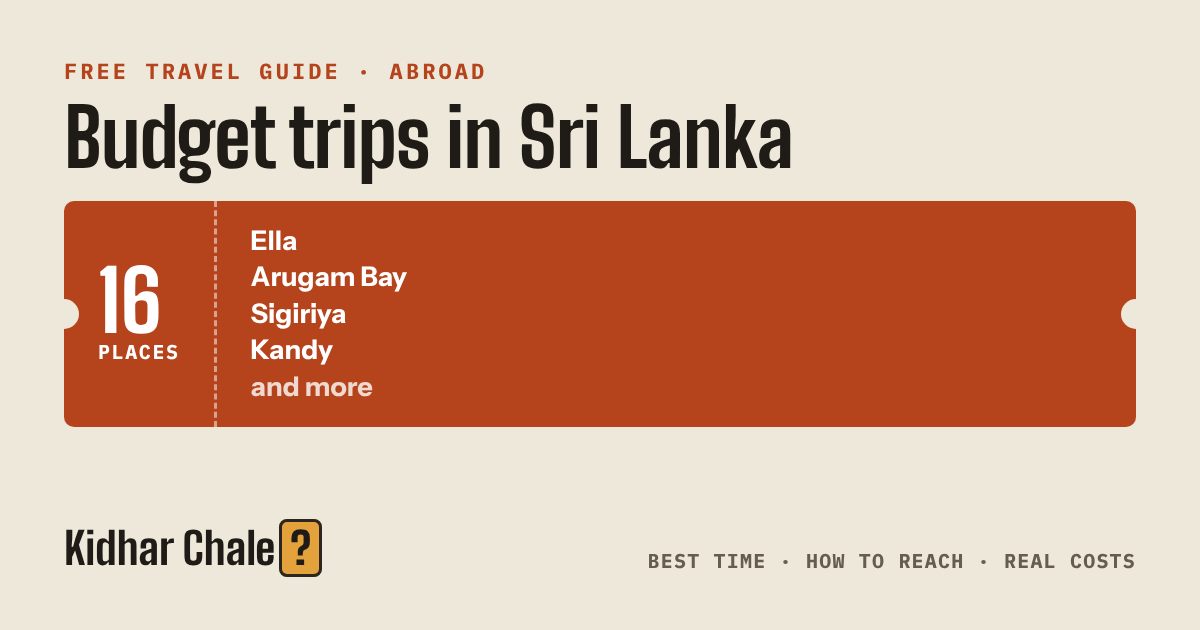 FREE TRAVEL GUIDE · ABROAD
Budget trips in Sri Lanka
16
PLACES
Ella
Arugam Bay
Sigiriya
Kandy
and more
Kidhar Chale ?
BEST TIME · HOW TO REACH · REAL COSTS